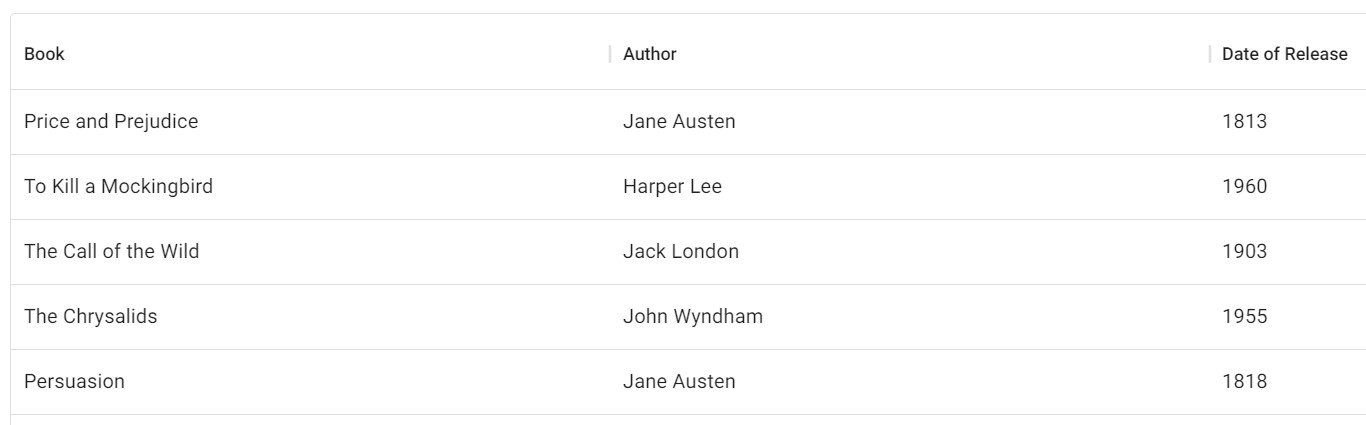 Book Author Date of Release
Price and Prejudice Jane Austen 1813
To Kill a Mockingbird Harper Lee 1960
The Call of the Wild Jack London 1903
The Chrysalids John Wyndham 1955
Persuasion Jane Austen 1818